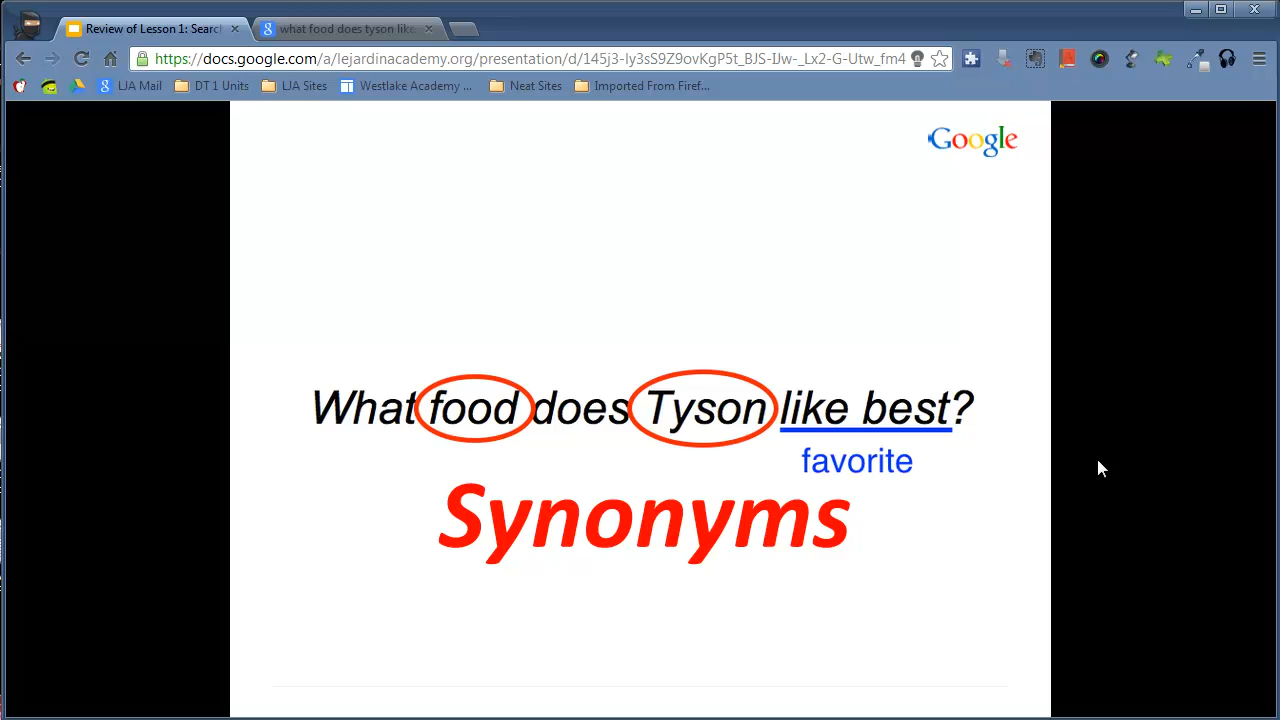 Review of Lesson 1: Searc
what food does tyson like
https://docs.google.com/a/lejardinacademy.org/presentation/d/145j3-ly3sS9Z9ovKgP5t_BJS-IJw-_Lx2-G-Utw_fm4
LJA Mail DT 1 Units LJA Sites Westlake Academy ... Neat Sites Imported From Firef...
Google
What food does Tyson like best?
favorite
Synonyms